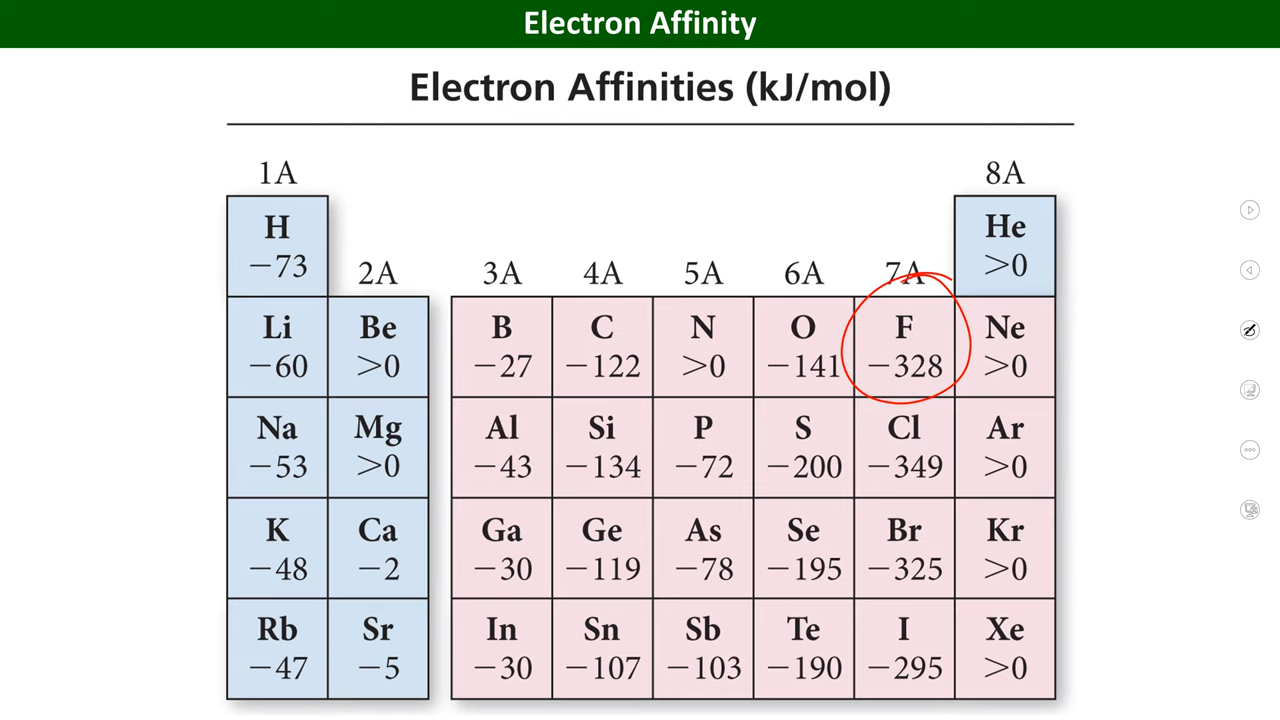 Electron Affinity
Electron Affinities (kJ/mol)
1A 8A
H He
−73 2A 3A 4A 5A 6A 7A >0
Li Be B C N O F Ne
−60 >0 −27 −122 >0 −141 −328 >0
Na Mg Al Si P S Cl Ar
−53 >0 −43 −134 −72 −200 −349 >0
K Ca Ga Ge As Se Br Kr
−48 −2 −30 −119 −78 −195 −325 >0
Rb Sr In Sn Sb Te I Xe
−47 −5 −30 −107 −103 −190 −295 >0